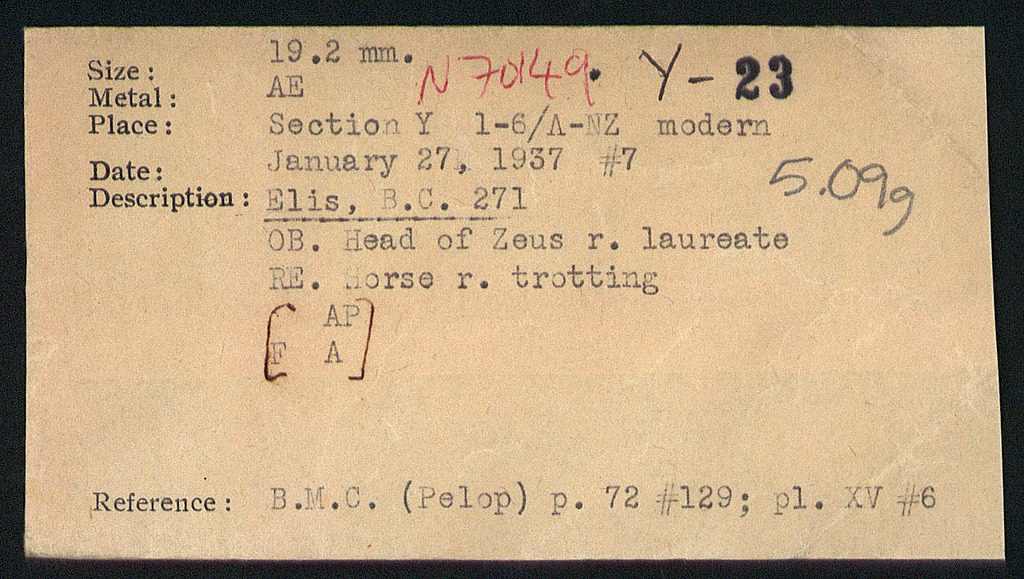 Size: 19.2 mm. N 70149. Y- 23
Metal: AE
Place: Section Y 1-6/Λ-NZ modern
Date: January 27, 1937 #7
5.09g
Description: Elis, B.C. 271
OB. Head of Zeus r. laureate
RE. Horse r. trotting
[ AP
F A ]
Reference: B.M.C. (Pelop) p. 72 #129; pl. XV #6